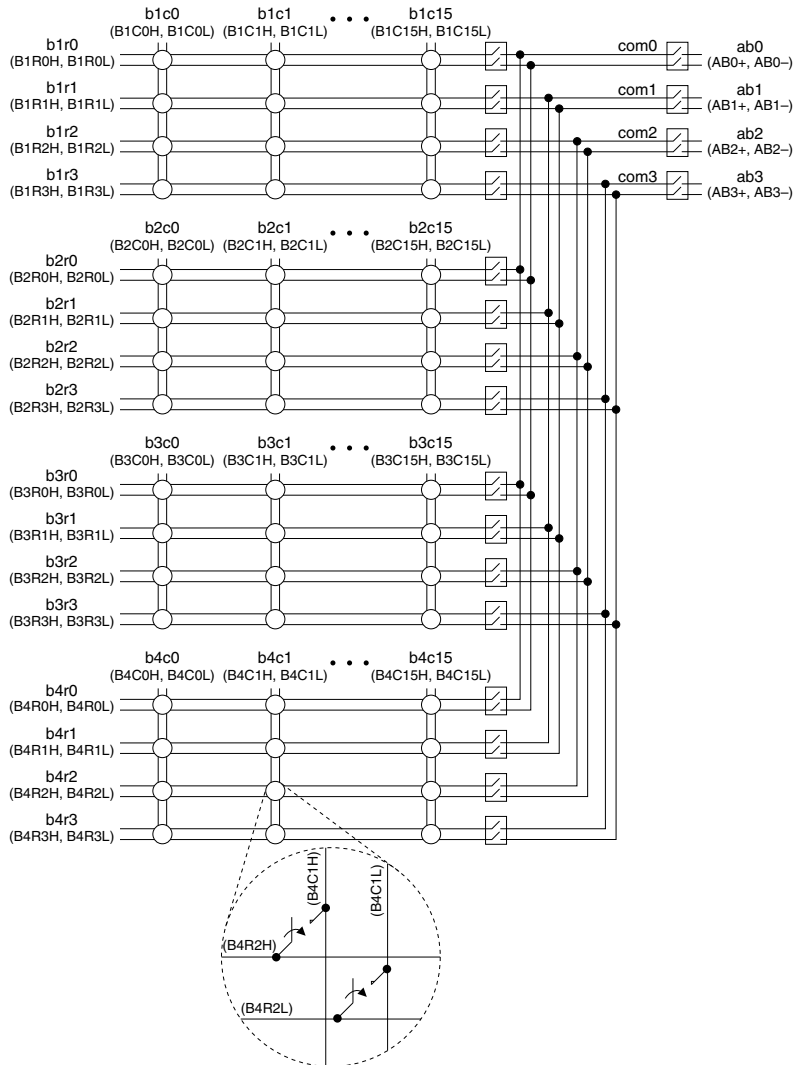 b1c0 b1c1 • • • b1c15
(B1C0H, B1C0L) (B1C1H, B1C1L) (B1C15H, B1C15L)
b1r0 com0 ab0
(B1R0H, B1R0L) (AB0+, AB0–)
b1r1 com1 ab1
(B1R1H, B1R1L) (AB1+, AB1–)
b1r2 com2 ab2
(B1R2H, B1R2L) (AB2+, AB2–)
b1r3 com3 ab3
(B1R3H, B1R3L) (AB3+, AB3–)
b2c0 b2c1 • • • b2c15
(B2C0H, B2C0L) (B2C1H, B2C1L) (B2C15H, B2C15L)
b2r0
(B2R0H, B2R0L)
b2r1
(B2R1H, B2R1L)
b2r2
(B2R2H, B2R2L)
b2r3
(B2R3H, B2R3L)
b3c0 b3c1 • • • b3c15
(B3C0H, B3C0L) (B3C1H, B3C1L) (B3C15H, B3C15L)
b3r0
(B3R0H, B3R0L)
b3r1
(B3R1H, B3R1L)
b3r2
(B3R2H, B3R2L)
b3r3
(B3R3H, B3R3L)
b4c0 b4c1 • • • b4c15
(B4C0H, B4C0L) (B4C1H, B4C1L) (B4C15H, B4C15L)
b4r0
(B4R0H, B4R0L)
b4r1
(B4R1H, B4R1L)
b4r2
(B4R2H, B4R2L)
b4r3
(B4R3H, B4R3L)
(B4C1H)
(B4C1L)
(B4R2H)
(B4R2L)